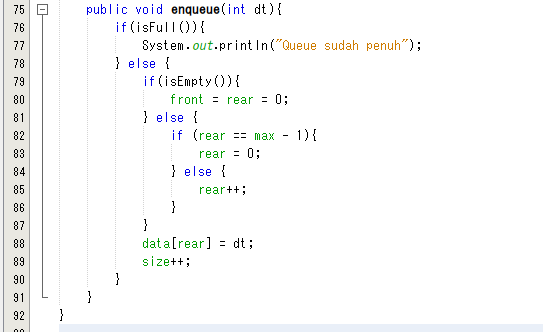 75 public void enqueue(int dt){
76 if(isFull()){
77 System.out.println("Queue sudah penuh");
78 } else {
79 if(isEmpty()){
80 front = rear = 0;
81 } else {
82 if (rear == max - 1){
83 rear = 0;
84 } else {
85 rear++;
86 }
87 }
88 data[rear] = dt;
89 size++;
90 }
91 }
92 }